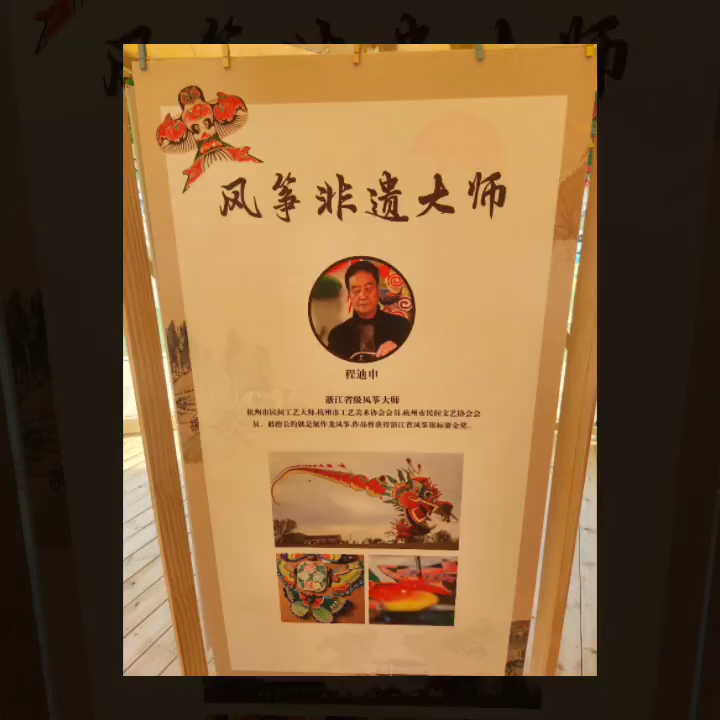 风筝非遗大师
程迪申
浙江省级风筝大师
杭州市民间工艺大师,杭州市工艺美术协会会员,杭州市民间文艺协会会
员。最擅长的就是制作龙风筝,作品曾获得浙江省风筝锦标赛金奖。